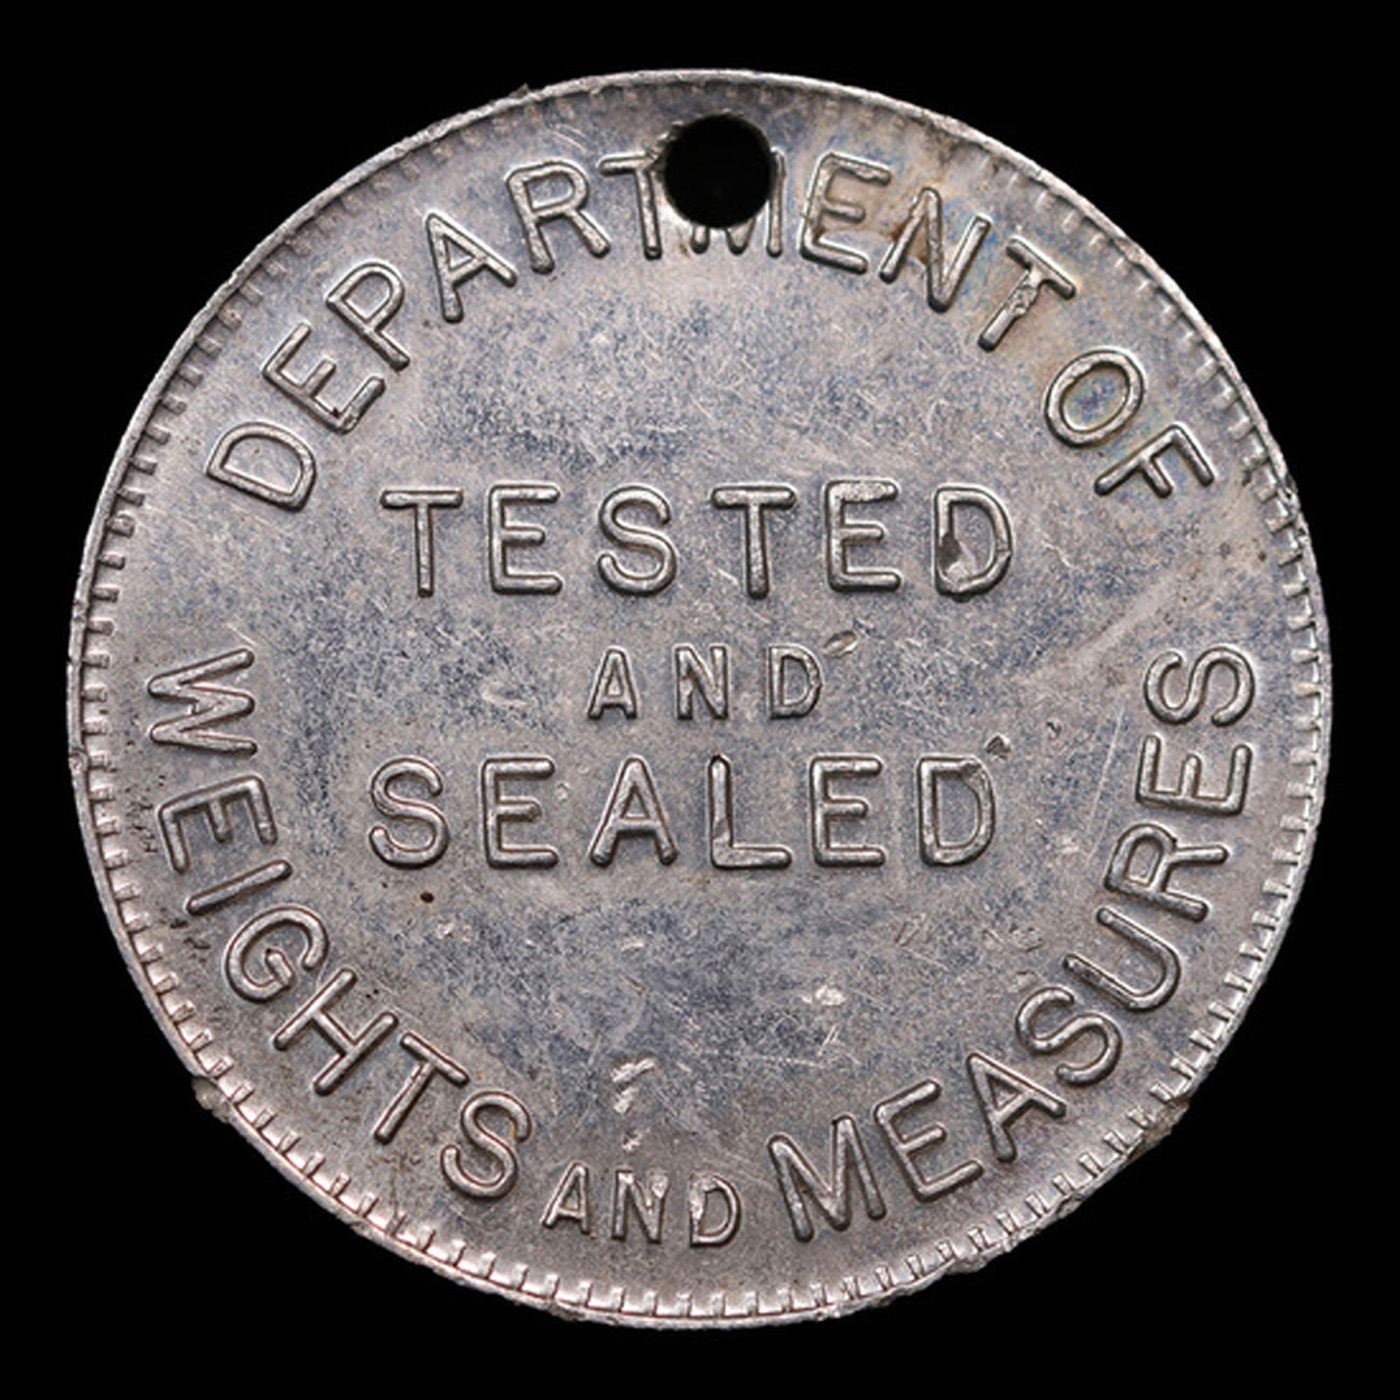 DEPARTMENT OF
TESTED
AND
SEALED
WEIGHTS AND MEASURES